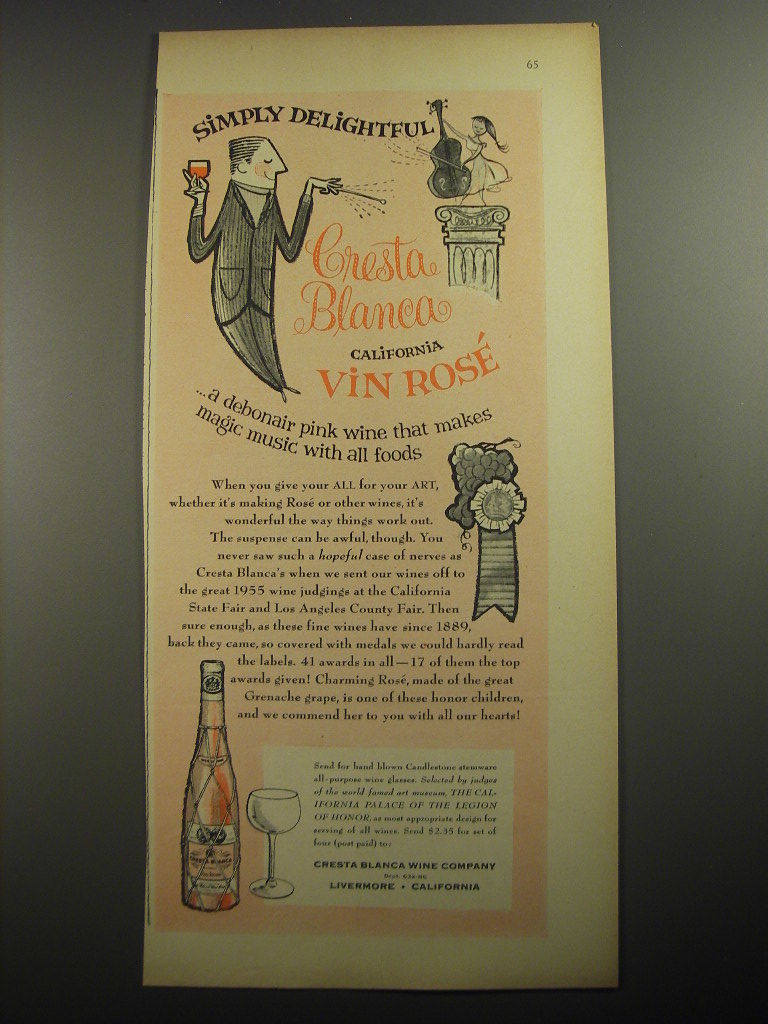 65
SiMPLY DELiGHTFUL
Cresta
Blanca
CALiFORNiA
ViN ROSÉ
...a debonair pink wine that makes
magic music with all foods
When you give your ALL for your ART,
whether it's making Rosé or other wines, it's
wonderful the way things work out.
The suspense can be awful, though. You
never saw such a hopeful case of nerves as
Cresta Blanca's when we sent our wines off to
the great 1955 wine judgings at the California
State Fair and Los Angeles County Fair. Then
sure enough, as these fine wines have since 1889,
back they came, so covered with medals we could hardly read
the labels. 41 awards in all—17 of them the top
awards given! Charming Rosé, made of the great
Grenache grape, is one of these honor children,
and we commend her to you with all our hearts!
Send for hand blown Candlestone stemware
all-purpose wine glasses. Selected by judges
of the world famed art museum, THE CAL-
IFORNIA PALACE OF THE LEGION
OF HONOR, as most appropriate design for
serving of all wines. Send $2.35 for set of
four (post paid) to:
CRESTA BLANCA WINE COMPANY
Dept.
LIVERMORE • CALIFORNIA
CRESTA BLANCA